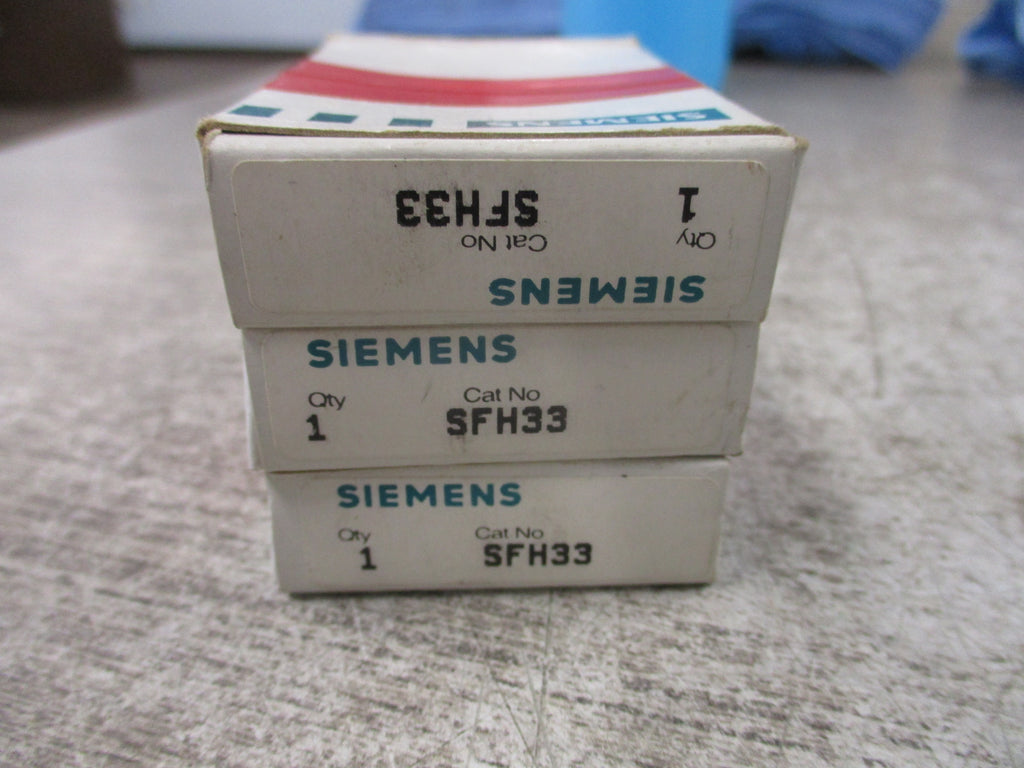 SIEMENS
SIEMENS
Qty Cat No
1 SFH33
SIEMENS
Qty Cat No
1 SFH33
SIEMENS
Qty Cat No
1 SFH33